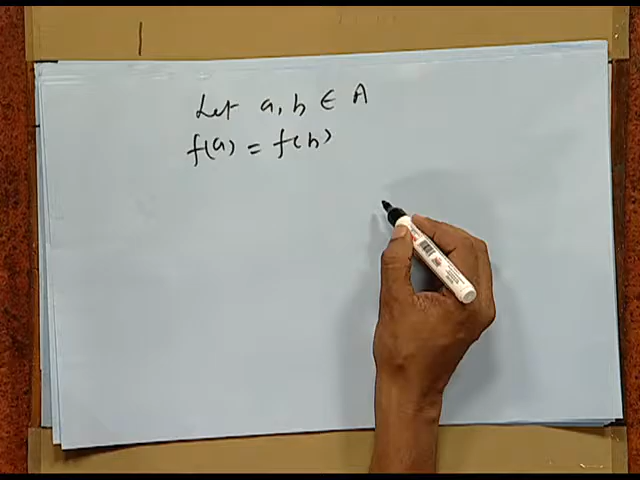 Let a, b ∈ A
f(a) = f(b)